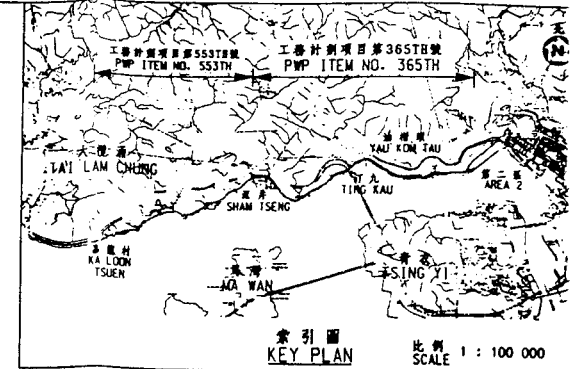 工務計劃項目第553TH號
PWP ITEM NO. 553TH
工務計劃項目第365TH號
PWP ITEM NO. 365TH
北
N
油柑頭
YAU KOM TAU
大欖涌
TAI LAM CHUNG
汀九
TING KAU
第二區
AREA 2
深井
SHAM TSENG
嘉龍村
KA LOON
TSUEN
青衣
TSING YI
馬灣
MA WAN
索引圖
KEY PLAN
比例
SCALE 1 : 100 000